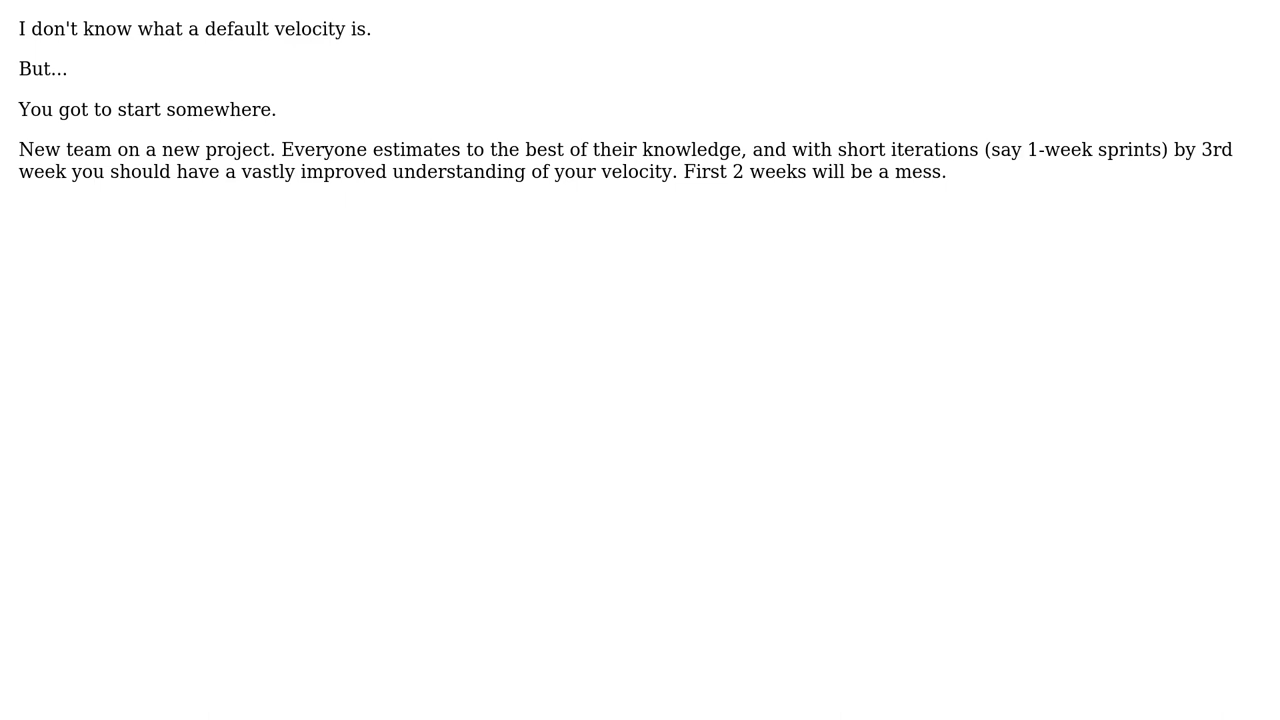 I don't know what a default velocity is.
But...
You got to start somewhere.
New team on a new project. Everyone estimates to the best of their knowledge, and with short iterations (say 1-week sprints) by 3rd
week you should have a vastly improved understanding of your velocity. First 2 weeks will be a mess.